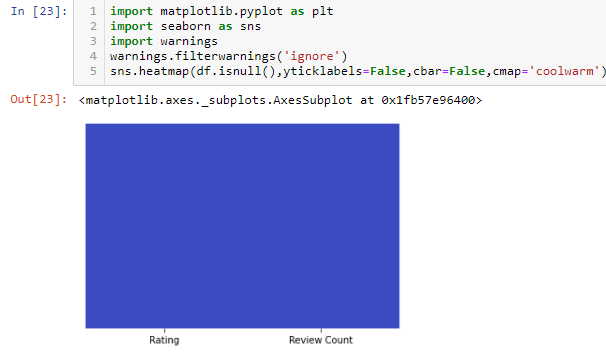 In [23]:
1 import matplotlib.pyplot as plt
2 import seaborn as sns
3 import warnings
4 warnings.filterwarnings('ignore')
5 sns.heatmap(df.isnull(),yticklabels=False,cbar=False,cmap='coolwarm')
Out[23]: <matplotlib.axes._subplots.AxesSubplot at 0x1fb57e96400>
Rating Review Count